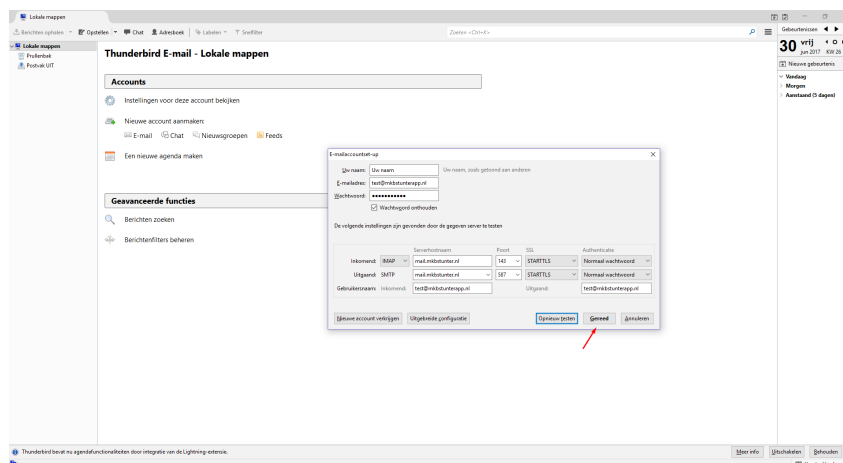 Lokale mappen
Berichten ophalen Opstellen Chat Adresboek Labelen Snelfilter Zoeken <Ctrl+K>
Lokale mappen
Prullenbak
Postvak UIT
Thunderbird E-mail - Lokale mappen
Accounts
Instellingen voor deze account bekijken
Nieuwe account aanmaken:
E-mail Chat Nieuwsgroepen Feeds
Een nieuwe agenda maken
Geavanceerde functies
Berichten zoeken
Berichtenfilters beheren
E-mailaccountset-up
Uw naam: Uw naam Uw naam, zoals getoond aan anderen
E-mailadres: test@mkbstunterapp.nl
Wachtwoord: •••••••••••
Wachtwoord onthouden
De volgende instellingen zijn gevonden door de gegeven server te testen
Serverhostnaam Poort SSL Authenticatie
Inkomend: IMAP mail.mkbstunter.nl 143 STARTTLS Normaal wachtwoord
Uitgaand: SMTP mail.mkbstunter.nl 587 STARTTLS Normaal wachtwoord
Gebruikersnaam: Inkomend: test@mkbstunterapp.nl Uitgaand: test@mkbstunterapp.nl
Nieuwe account verkrijgen Uitgebreide configuratie Opnieuw testen Gereed Annuleren
Gebeurtenissen
30 vrij
jun 2017 KW 26
Nieuwe gebeurtenis
Vandaag
Morgen
Aanstaand (5 dagen)
Thunderbird bevat nu agendafunctionaliteiten door integratie van de Lightning-extensie. Meer info Uitschakelen Behouden